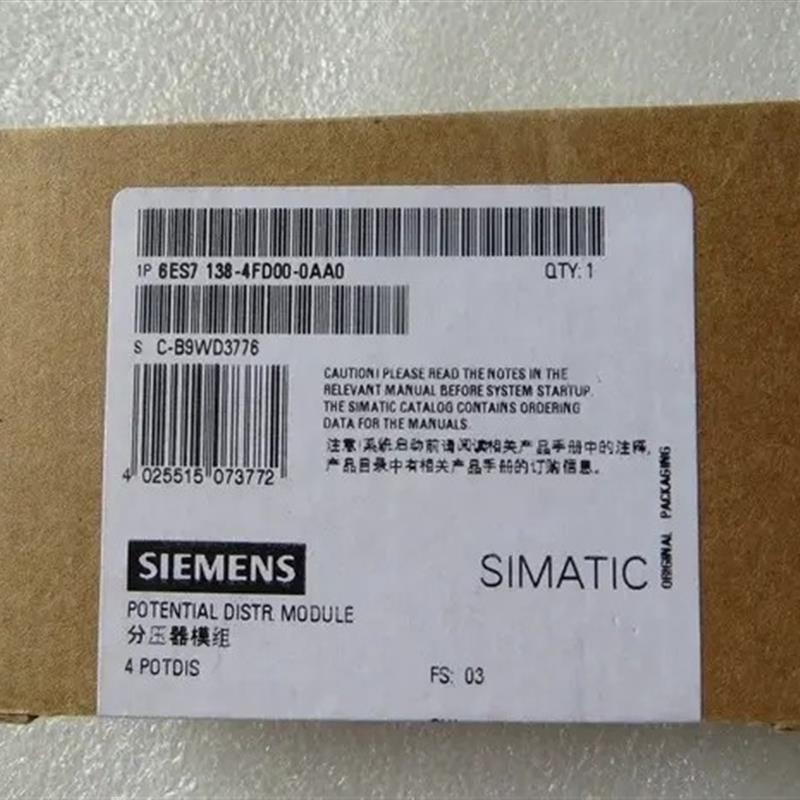 1P 6ES7 138-4FD00-0AA0 QTY: 1
S C-B9WD3776
CAUTION! PLEASE READ THE NOTES IN THE
RELEVANT MANUAL BEFORE SYSTEM STARTUP.
THE SIMATIC CATALOG CONTAINS ORDERING
DATA FOR THE MANUALS.
注意!系统启动前请阅读相关产品手册中的注释,
产品目录中有相关产品手册的订购信息。
4 025515 073772
ORIGINAL PACKAGING
SIEMENS SIMATIC
POTENTIAL DISTR. MODULE
分压器模组
4 POTDIS FS: 03